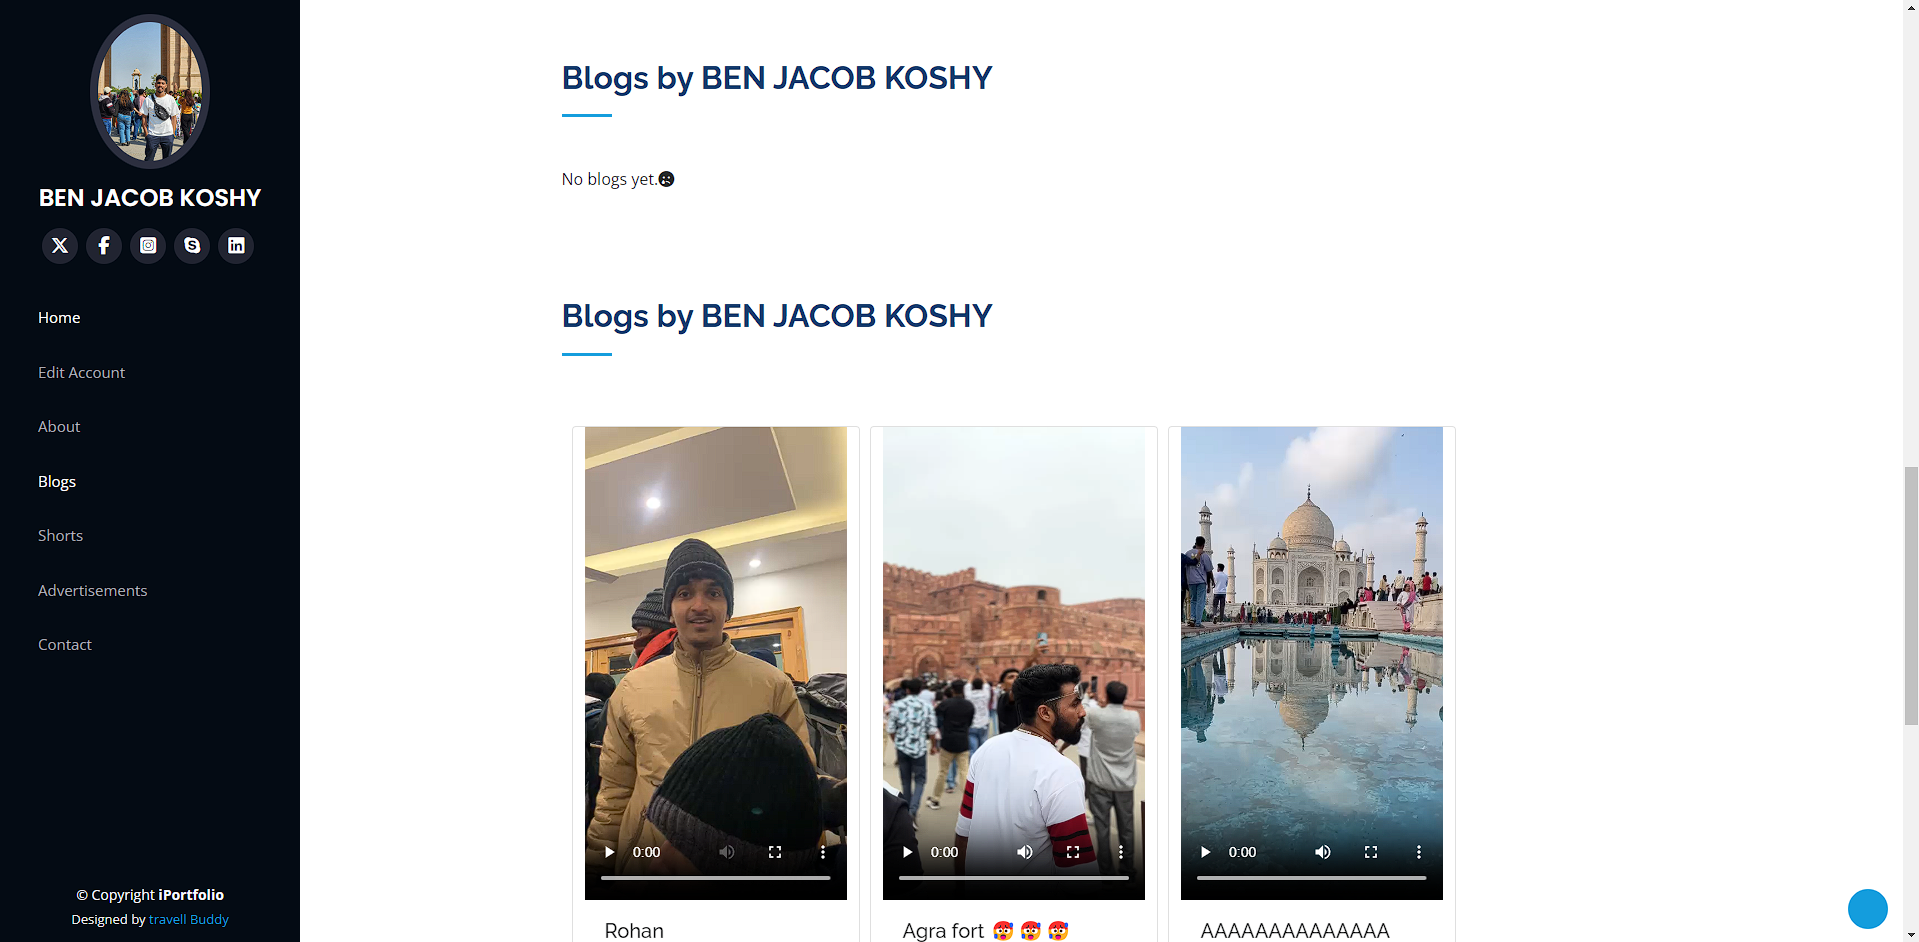 BEN JACOB KOSHY
Home
Edit Account
About
Blogs
Shorts
Advertisements
Contact
© Copyright iPortfolio
Designed by travell Buddy
Blogs by BEN JACOB KOSHY
No blogs yet.
Blogs by BEN JACOB KOSHY
0:00
0:00
0:00
Rohan
Agra fort 🥵 🥵 🥵
AAAAAAAAAAAAAA